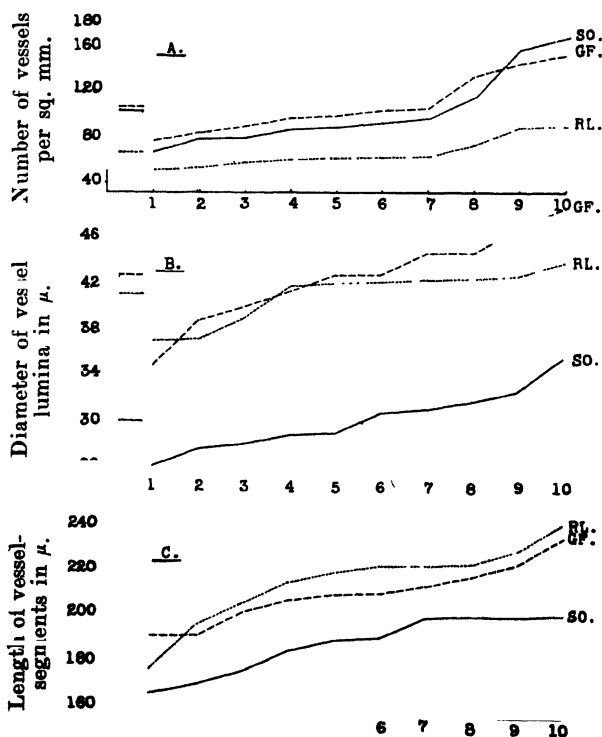 Number of vessels
per sq. mm.
180
160
120
80
40
A.
SO.
GF.
RL.
1 2 3 4 5 6 7 8 9 10
Diameter of vessel
lumina in μ.
46
42
38
34
30
B.
GF.
RL.
SO.
1 2 3 4 5 6 7 8 9 10
Length of vessel-
segments in μ.
240
220
200
180
160
C.
RL.
GF.
SO.
6 7 8 9 10